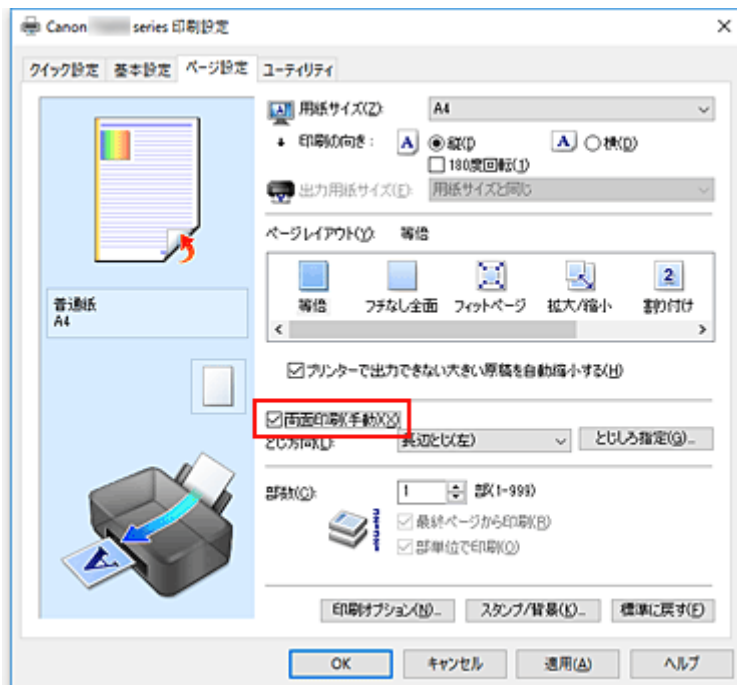 Canon series 印刷設定
クイック設定 基本設定 ページ設定 ユーティリティ
用紙サイズ(Z): A4
印刷の向き: A 縦(I) A 横(D)
180度回転(1)
出力用紙サイズ(E): 用紙サイズと同じ
ページレイアウト(Y): 等倍
等倍 フチなし全面 フィットページ 拡大/縮小 割り付け
プリンターで出力できない大きい原稿を自動縮小する(H)
普通紙
A4
両面印刷(手動)(X)
とじ方向(L): 長辺とじ(左) とじしろ指定(G)...
部数(C): 1 部(1-999)
最終ページから印刷(R)
部単位で印刷(O)
印刷オプション(N)... スタンプ/背景(K)... 標準に戻す(F)
OK キャンセル 適用(A) ヘルプ